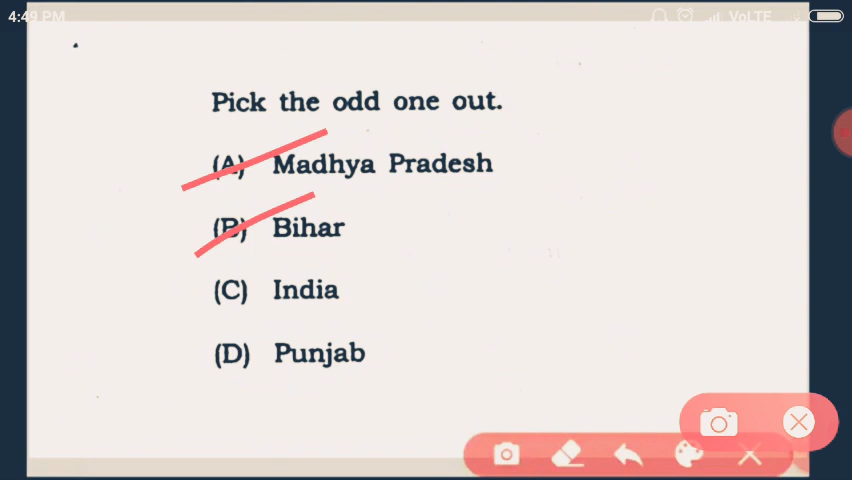 4:49 PM VoLTE
Pick the odd one out.
(A) Madhya Pradesh
(B) Bihar
(C) India
(D) Punjab